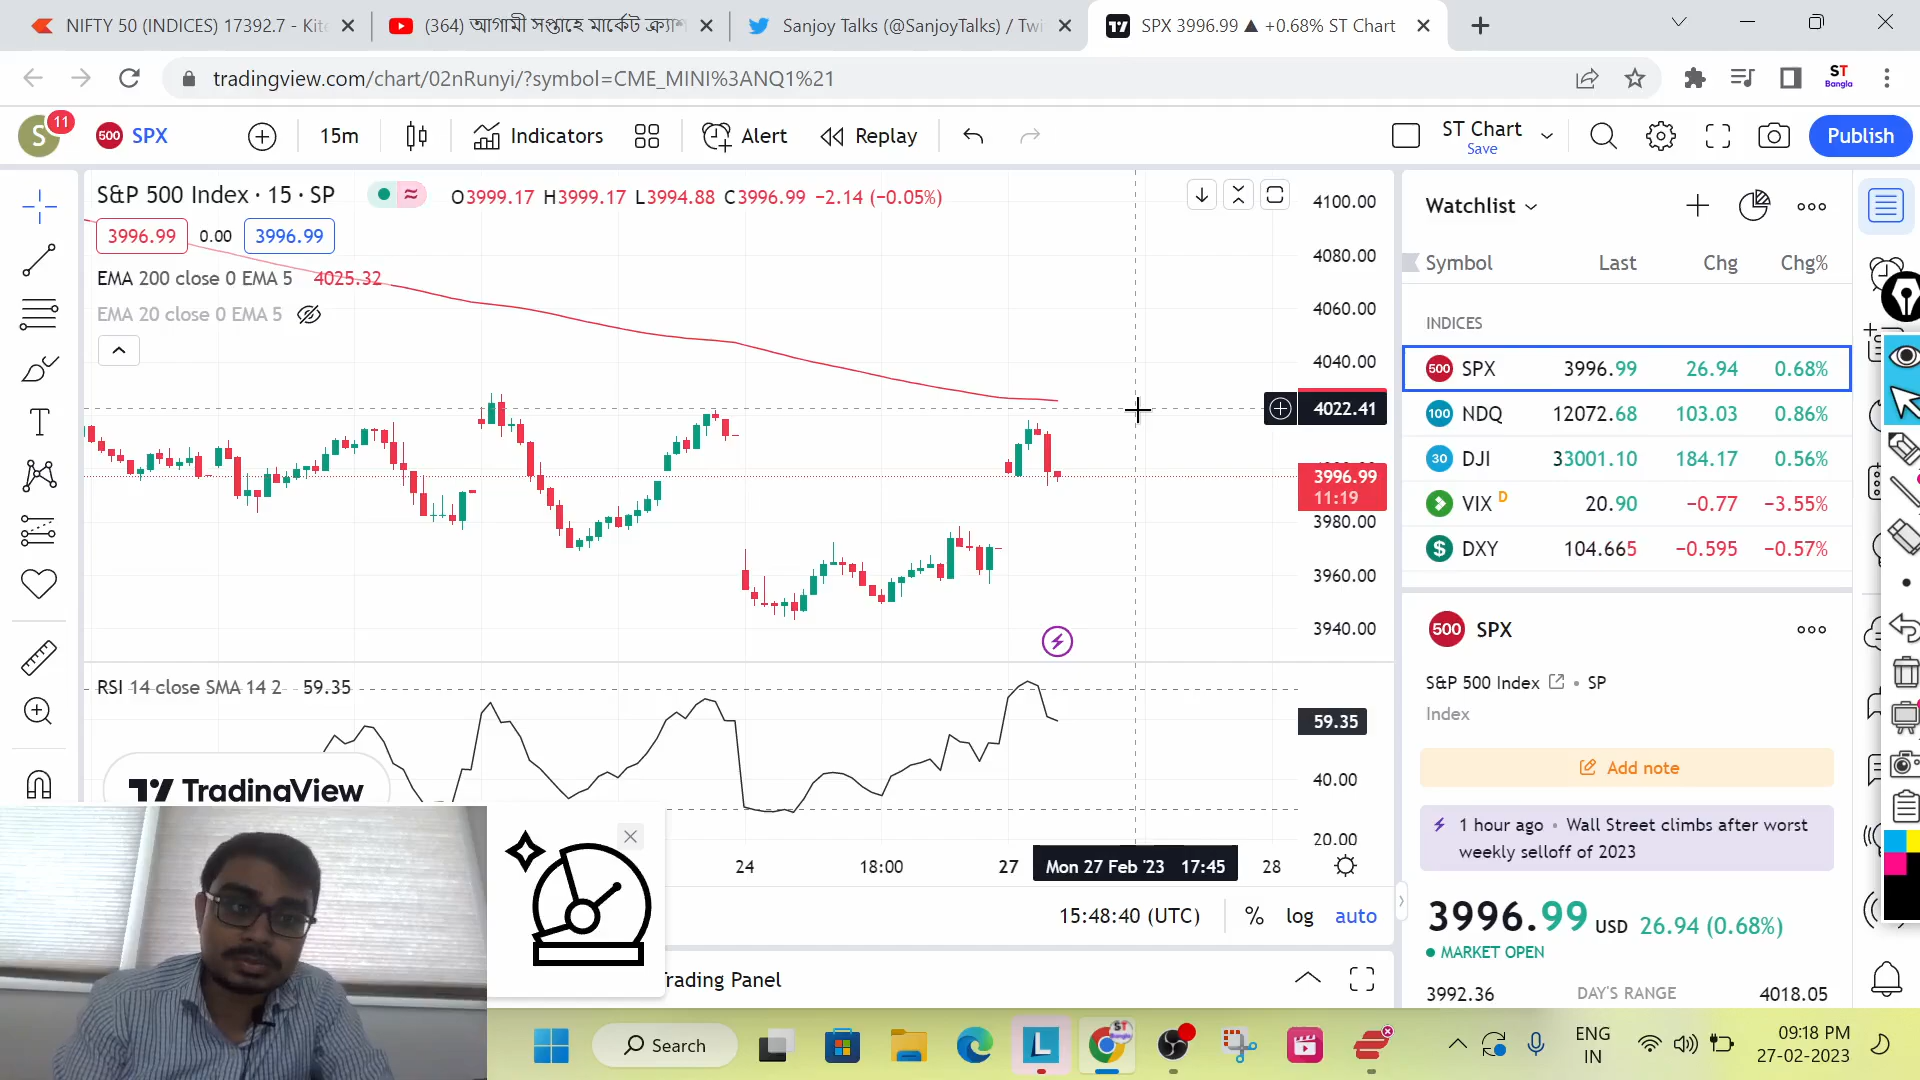 NIFTY 50 (INDICES) 17392.7 - Kite
(364) আগামী সপ্তাহে মার্কেট ক্র্যাশ
Sanjoy Talks (@SanjoyTalks) / Twi
SPX 3996.99 ▲ +0.68% ST Chart
tradingview.com/chart/02nRunyi/?symbol=CME_MINI%3ANQ1%21
ST
Bangla
S 11
500 SPX
15m
Indicators
Alert
Replay
ST Chart
Save
Publish
S&P 500 Index · 15 · SP
O3999.17 H3999.17 L3994.88 C3996.99 −2.14 (−0.05%)
3996.99 0.00 3996.99
EMA 200 close 0 EMA 5 4025.32
EMA 20 close 0 EMA 5
4100.00
4080.00
4060.00
4040.00
4022.41
3996.99
11:19
3980.00
3960.00
3940.00
RSI 14 close SMA 14 2 59.35
59.35
40.00
20.00
TradingView
24 18:00 27 Mon 27 Feb '23 17:45 28
15:48:40 (UTC) % log auto
rading Panel
Watchlist
Symbol Last Chg Chg%
INDICES
500 SPX 3996.99 26.94 0.68%
100 NDQ 12072.68 103.03 0.86%
30 DJI 33001.10 184.17 0.56%
VIX D 20.90 −0.77 −3.55%
$ DXY 104.665 −0.595 −0.57%
500 SPX
S&P 500 Index • SP
Index
Add note
1 hour ago • Wall Street climbs after worst
weekly selloff of 2023
3996.99 USD 26.94 (0.68%)
MARKET OPEN
3992.36 DAY'S RANGE 4018.05
Search
L
ST
ENG
IN
09:18 PM
27-02-2023